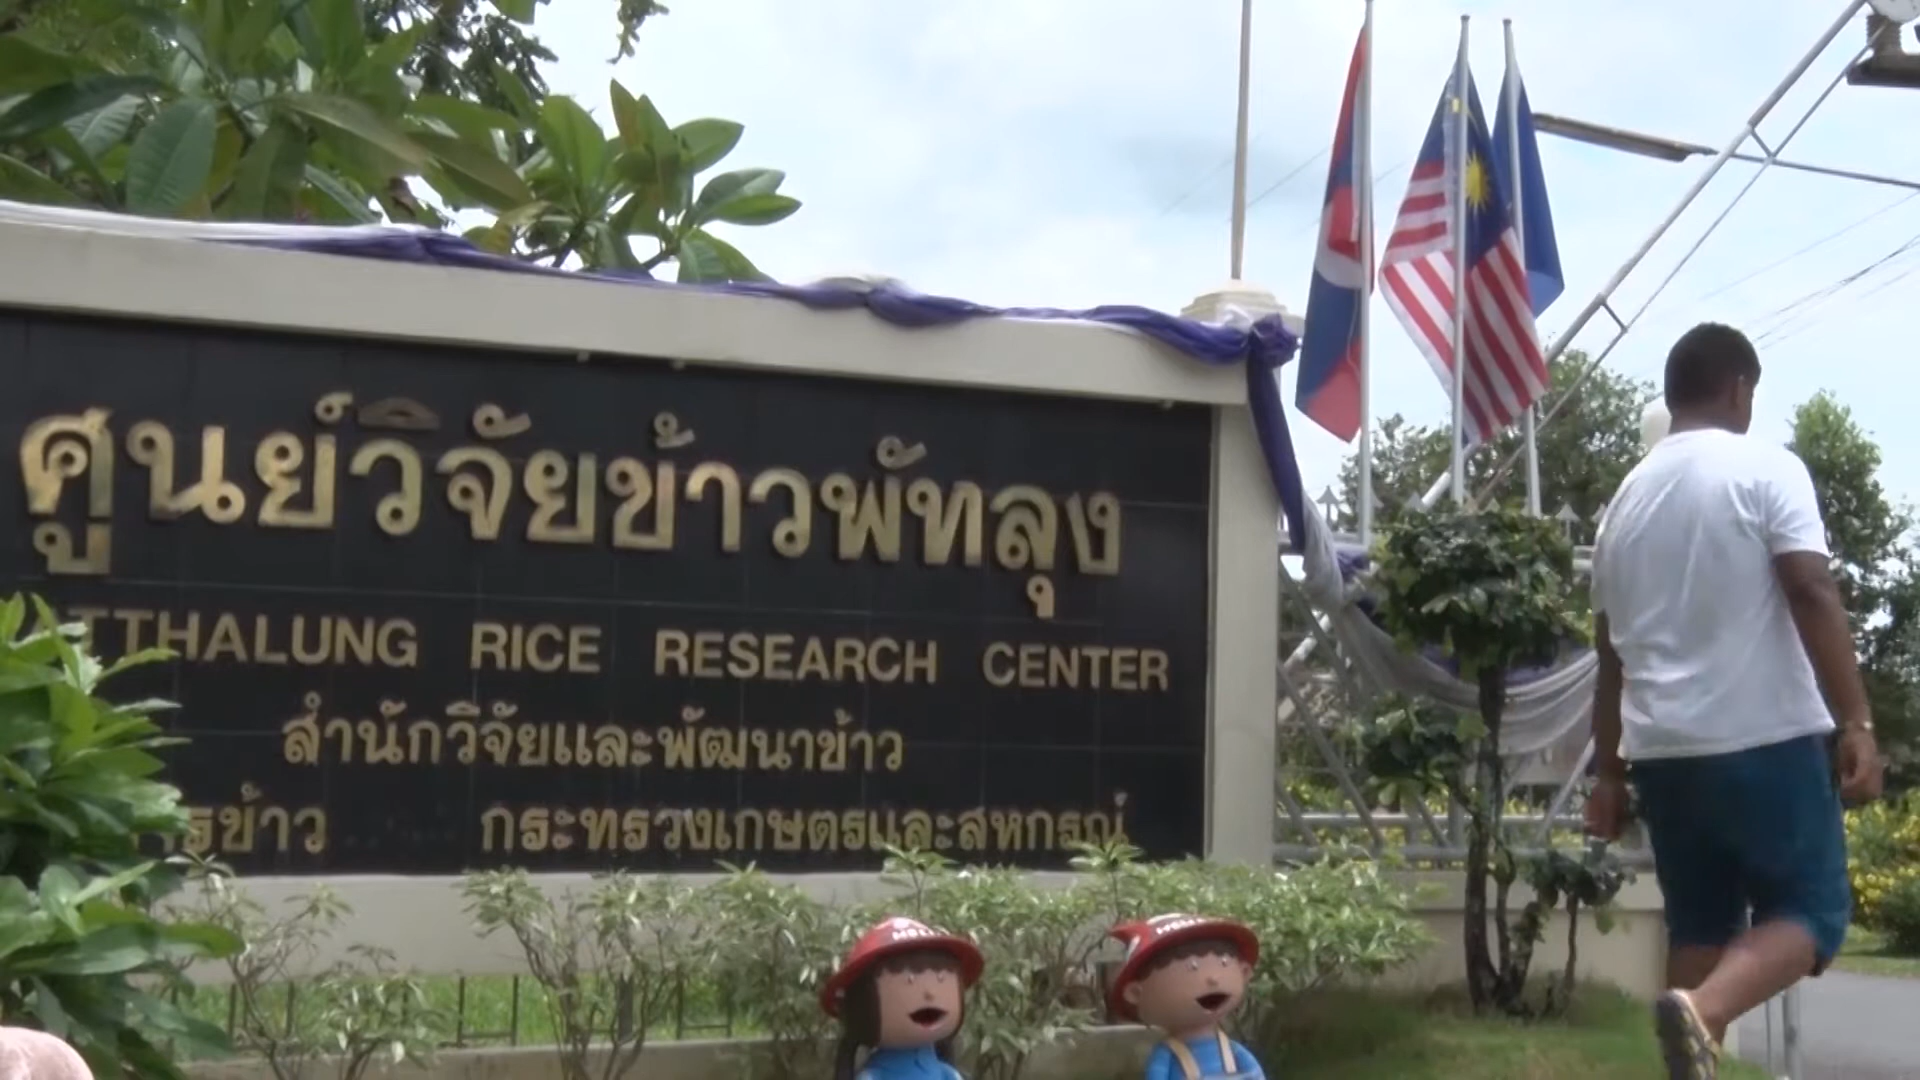 ศูนย์วิจัยข้าวพัทลุง
TTHALUNG RICE RESEARCH CENTER
สำนักวิจัยและพัฒนาข้าว
รข้าว กระทรวงเกษตรและสหกรณ์